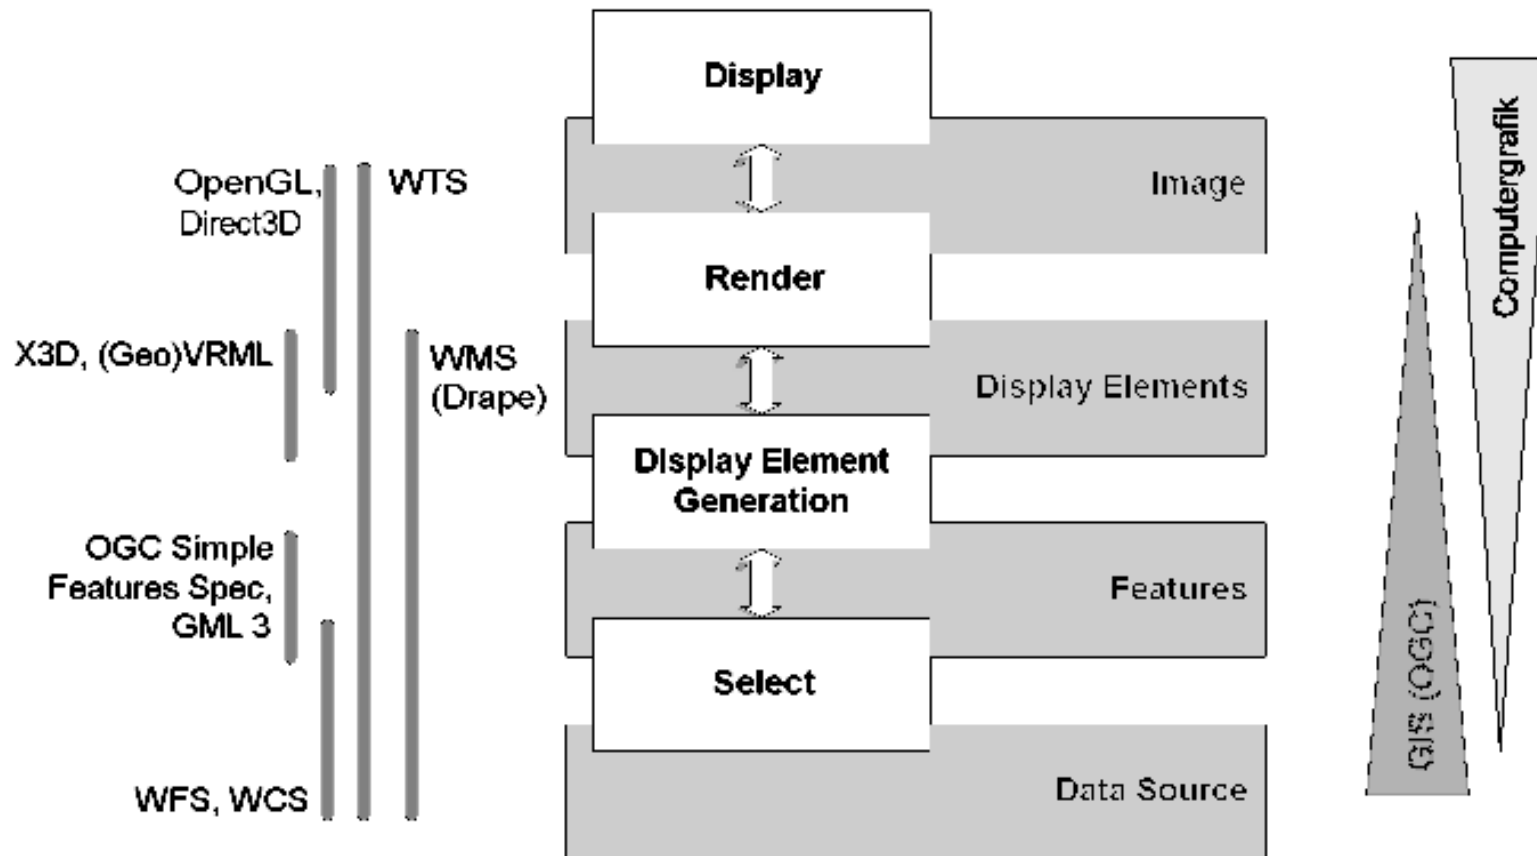 Display
OpenGL,
Direct3D
WTS
Image
Render
X3D, (Geo)VRML
WMS
(Drape)
Display Elements
Display Element
Generation
OGC Simple
Features Spec,
GML 3
Features
Select
WFS, WCS
Data Source
Computergrafik
GIS (OGC)